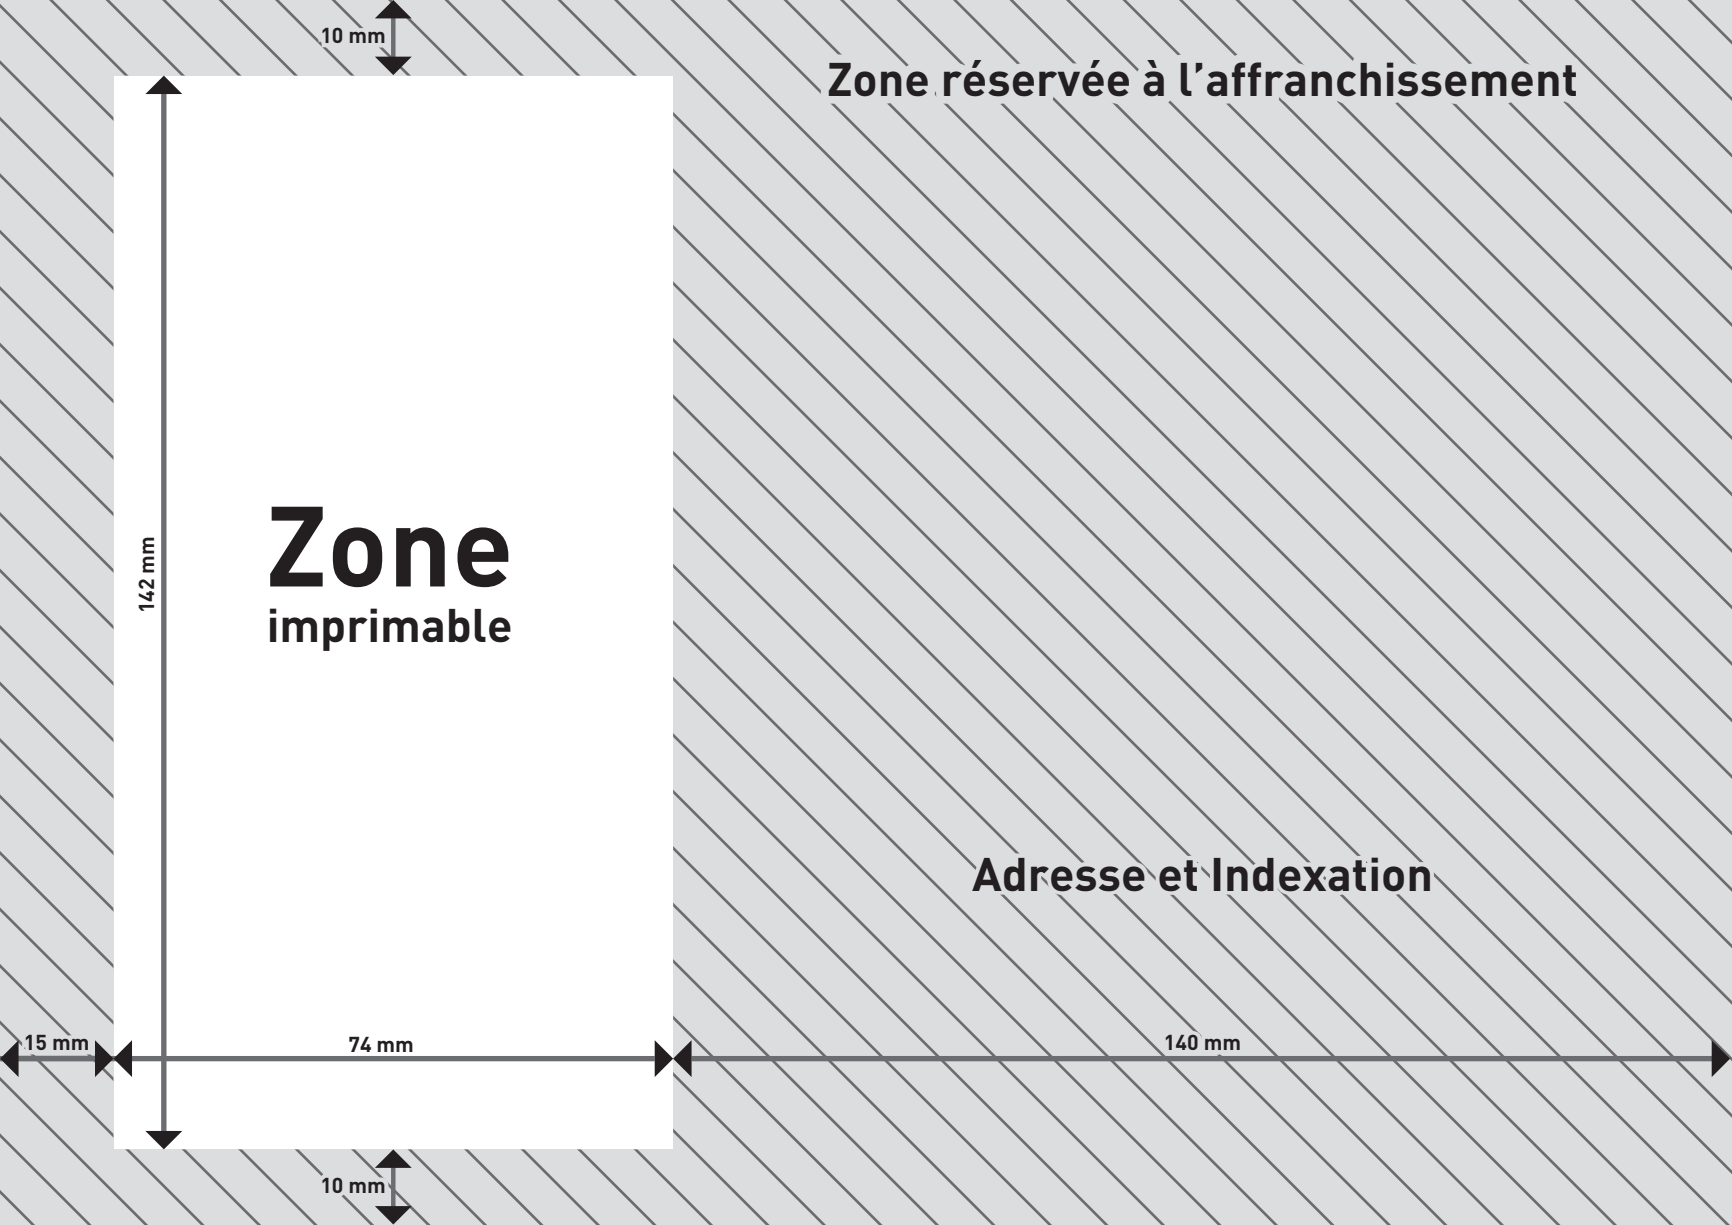 10 mm
Zone réservée à l’affranchissement
142 mm
Zone
imprimable
Adresse et Indexation
15 mm
74 mm
140 mm
10 mm